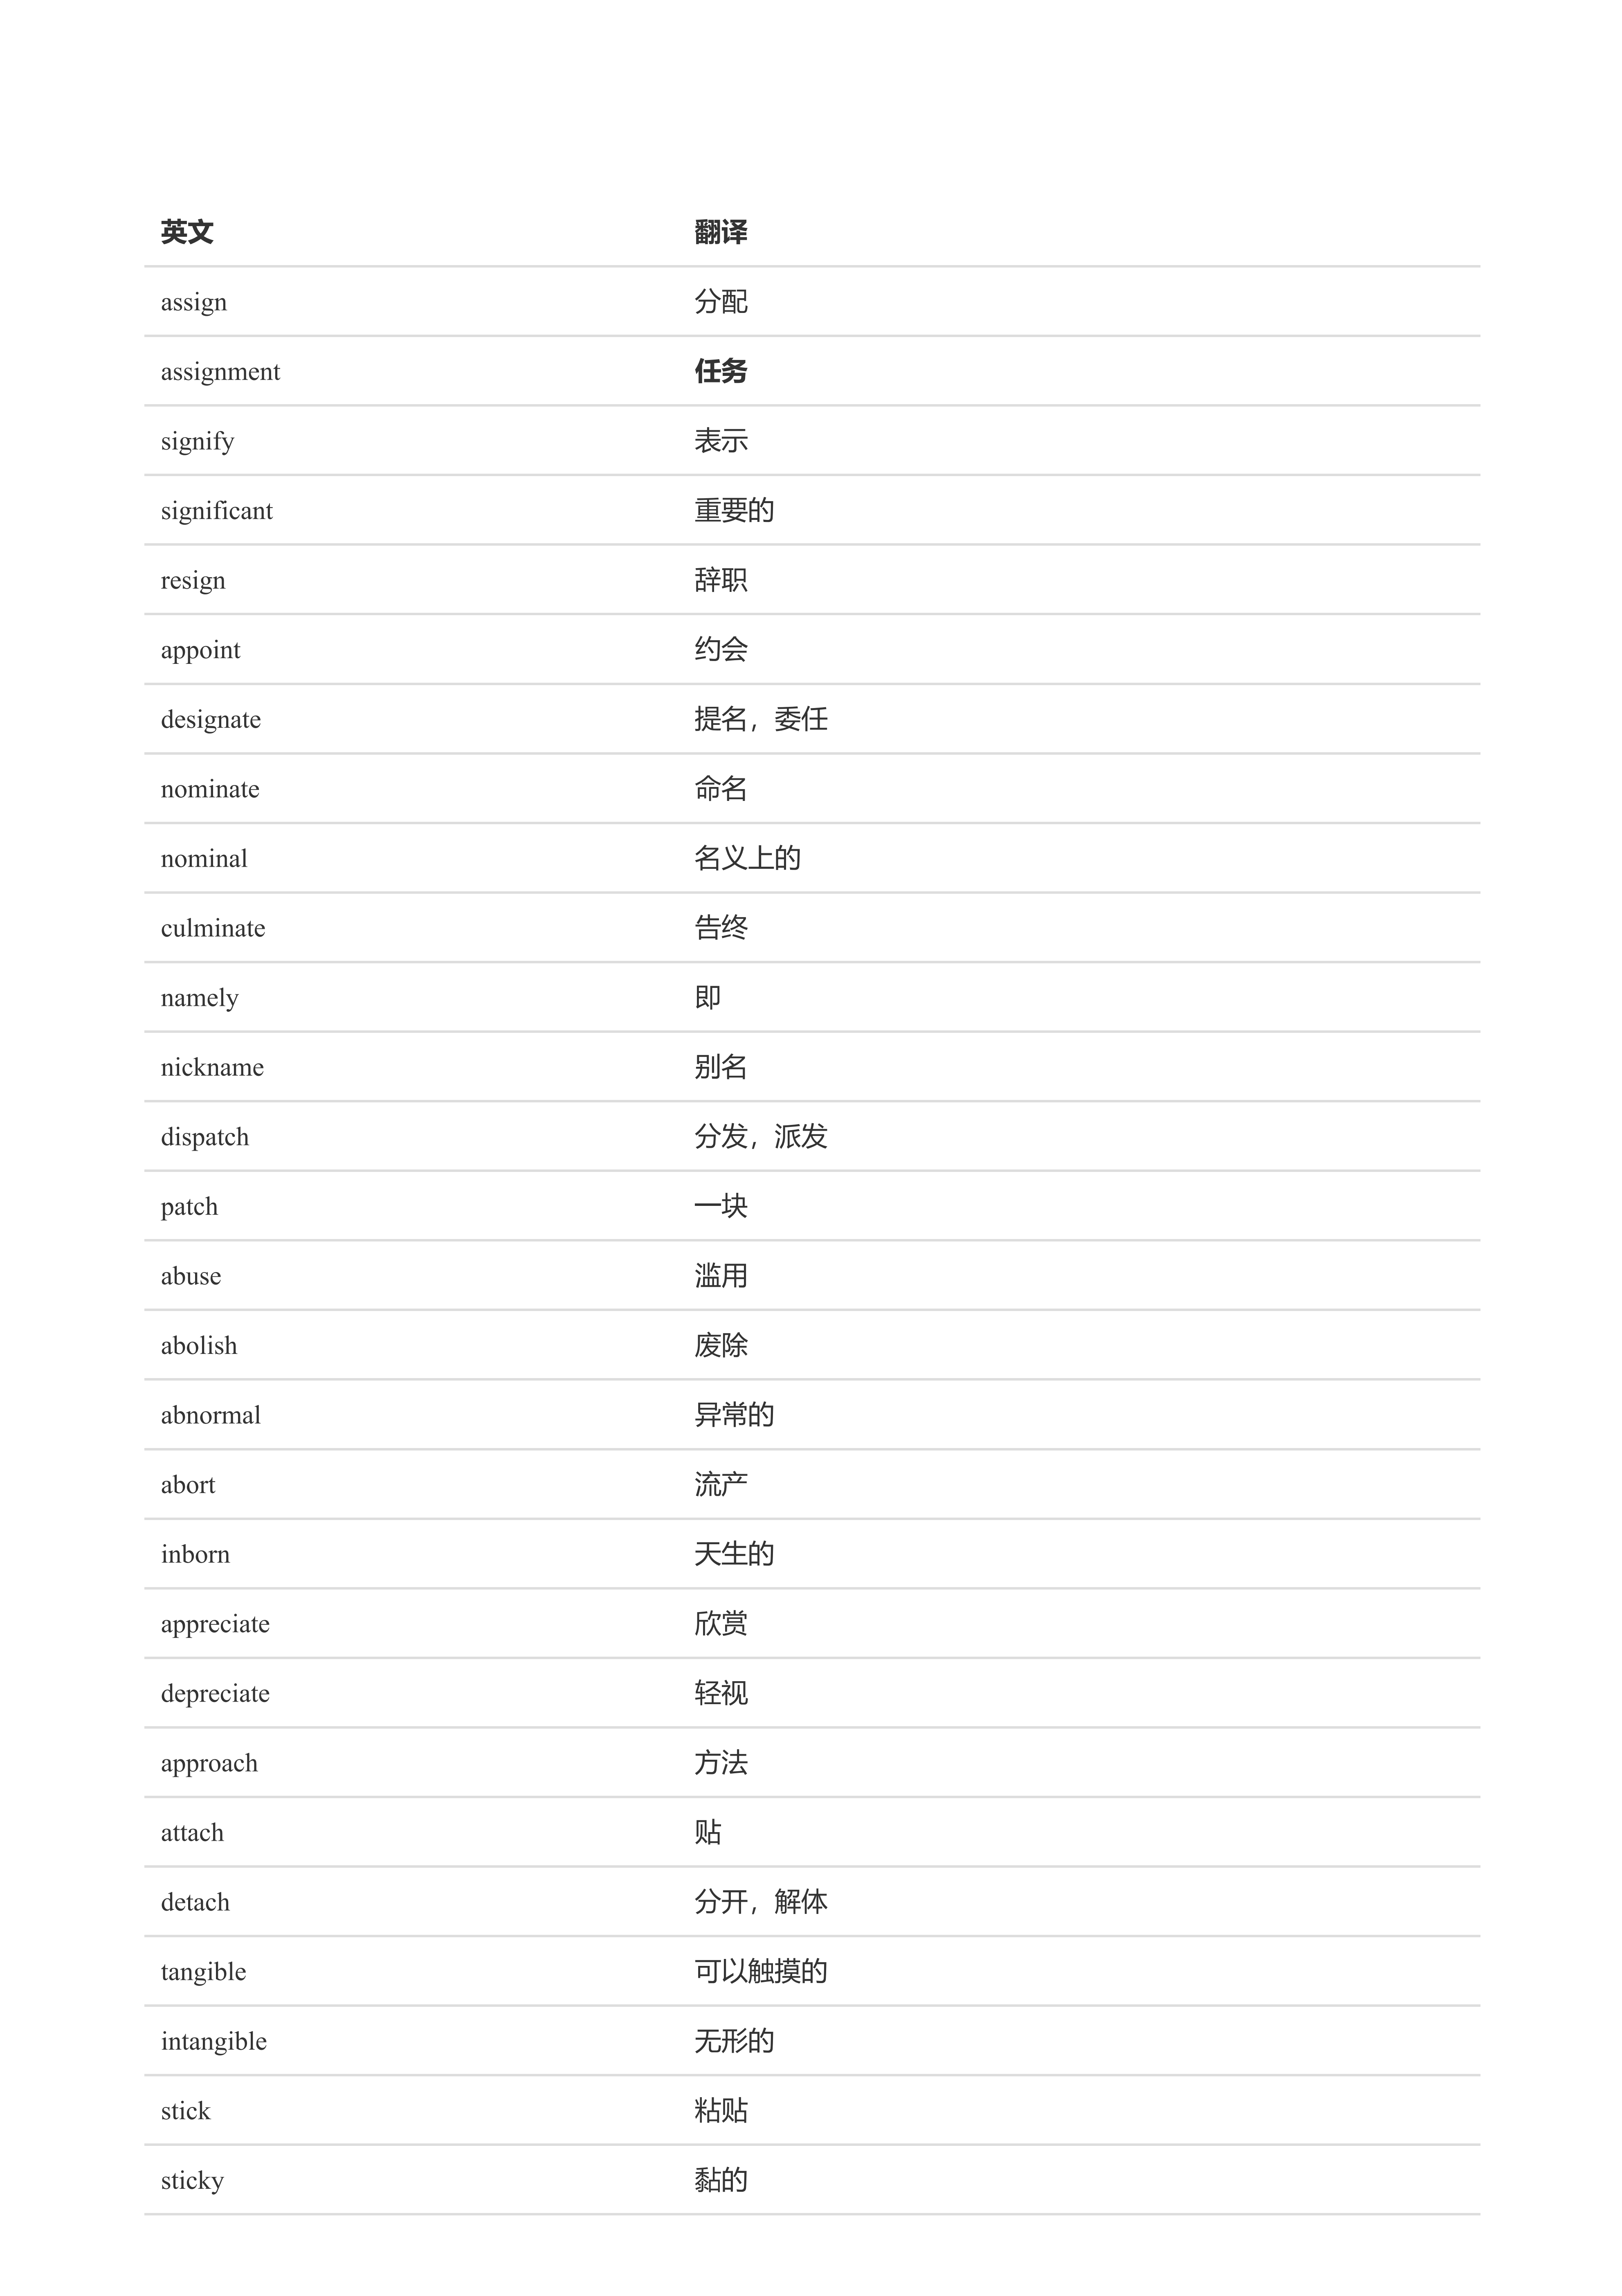 英文 翻译
assign 分配
assignment 任务
signify 表示
significant 重要的
resign 辞职
appoint 约会
designate 提名，委任
nominate 命名
nominal 名义上的
culminate 告终
namely 即
nickname 别名
dispatch 分发，派发
patch 一块
abuse 滥用
abolish 废除
abnormal 异常的
abort 流产
inborn 天生的
appreciate 欣赏
depreciate 轻视
approach 方法
attach 贴
detach 分开，解体
tangible 可以触摸的
intangible 无形的
stick 粘贴
sticky 黏的